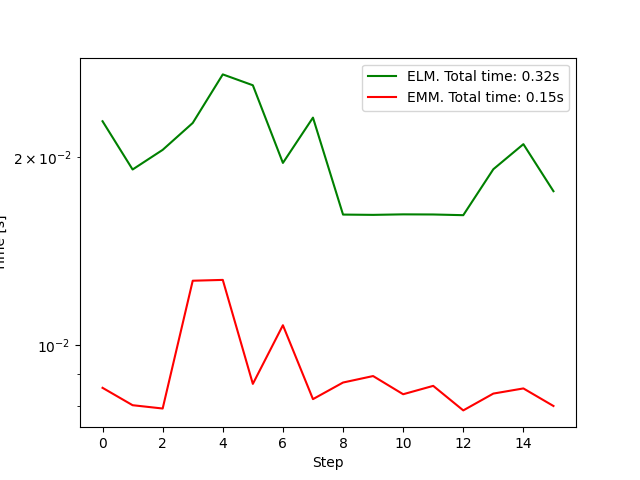 ELM. Total time: 0.32s
EMM. Total time: 0.15s
2 × 10⁻²
10⁻²
[s]
0 2 4 6 8 10 12 14
Step